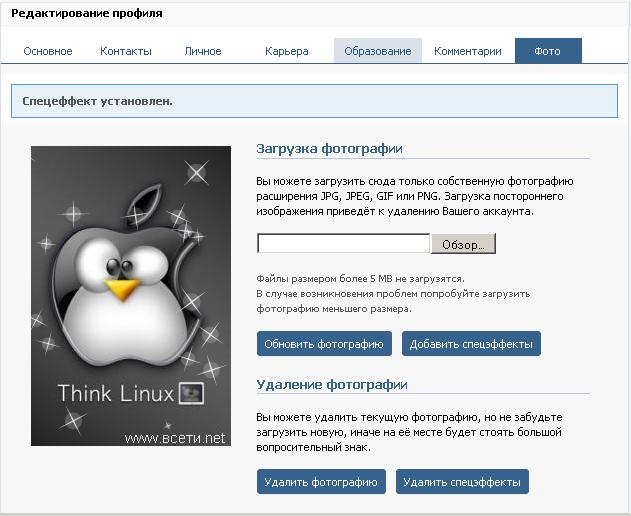 Редактирование профиля
Основное Контакты Личное Карьера Образование Комментарии Фото
Спецеффект установлен.
Загрузка фотографии
Вы можете загрузить сюда только собственную фотографию
расширения JPG, JPEG, GIF или PNG. Загрузка постороннего
изображения приведёт к удалению Вашего аккаунта.
Обзор...
Файлы размером более 5 MB не загрузятся.
В случае возникновения проблем попробуйте загрузить
фотографию меньшего размера.
Обновить фотографию Добавить спецэффекты
Удаление фотографии
Вы можете удалить текущую фотографию, но не забудьте
загрузить новую, иначе на её месте будет стоять большой
вопросительный знак.
Удалить фотографию Удалить спецэффекты
Think Linux
www.всети.net